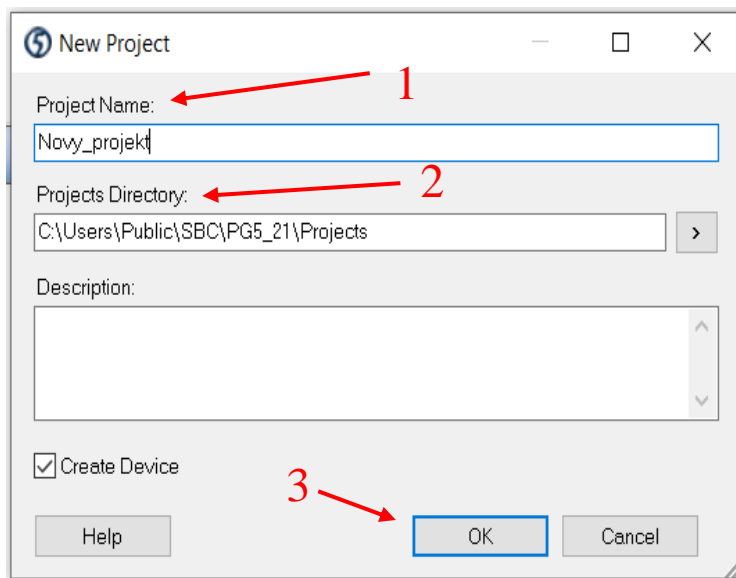 New Project
1
Project Name:
Novy_projekt
2
Projects Directory:
C:\Users\Public\SBC\PG5_21\Projects
>
Description:
Create Device
3
Help OK Cancel